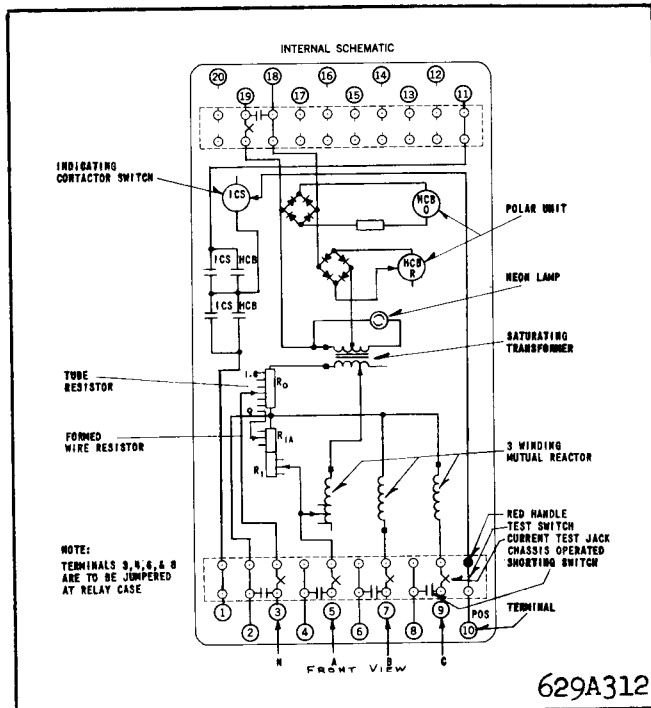 INTERNAL SCHEMATIC
20
18
16
14
12
19
17
15
13
11
INDICATING
CONTACTOR SWITCH
ICS
HCB
O
POLAR UNIT
HCB
R
ICS HCB
NEON LAMP
ICS HCB
SATURATING
TRANSFORMER
TUBE
RESISTOR
R0
FORMED
WIRE RESISTOR
R1A
R1
3 WINDING
MUTUAL REACTOR
RED HANDLE
TEST SWITCH
CURRENT TEST JACK
CHASSIS OPERATED
SHORTING SWITCH
NOTE:
TERMINALS 3,4,6,& 8
ARE TO BE JUMPERED
AT RELAY CASE
1
3
5
7
9
POS
2
4
6
8
10
TERMINAL
N A B C
FRONT VIEW
629A312